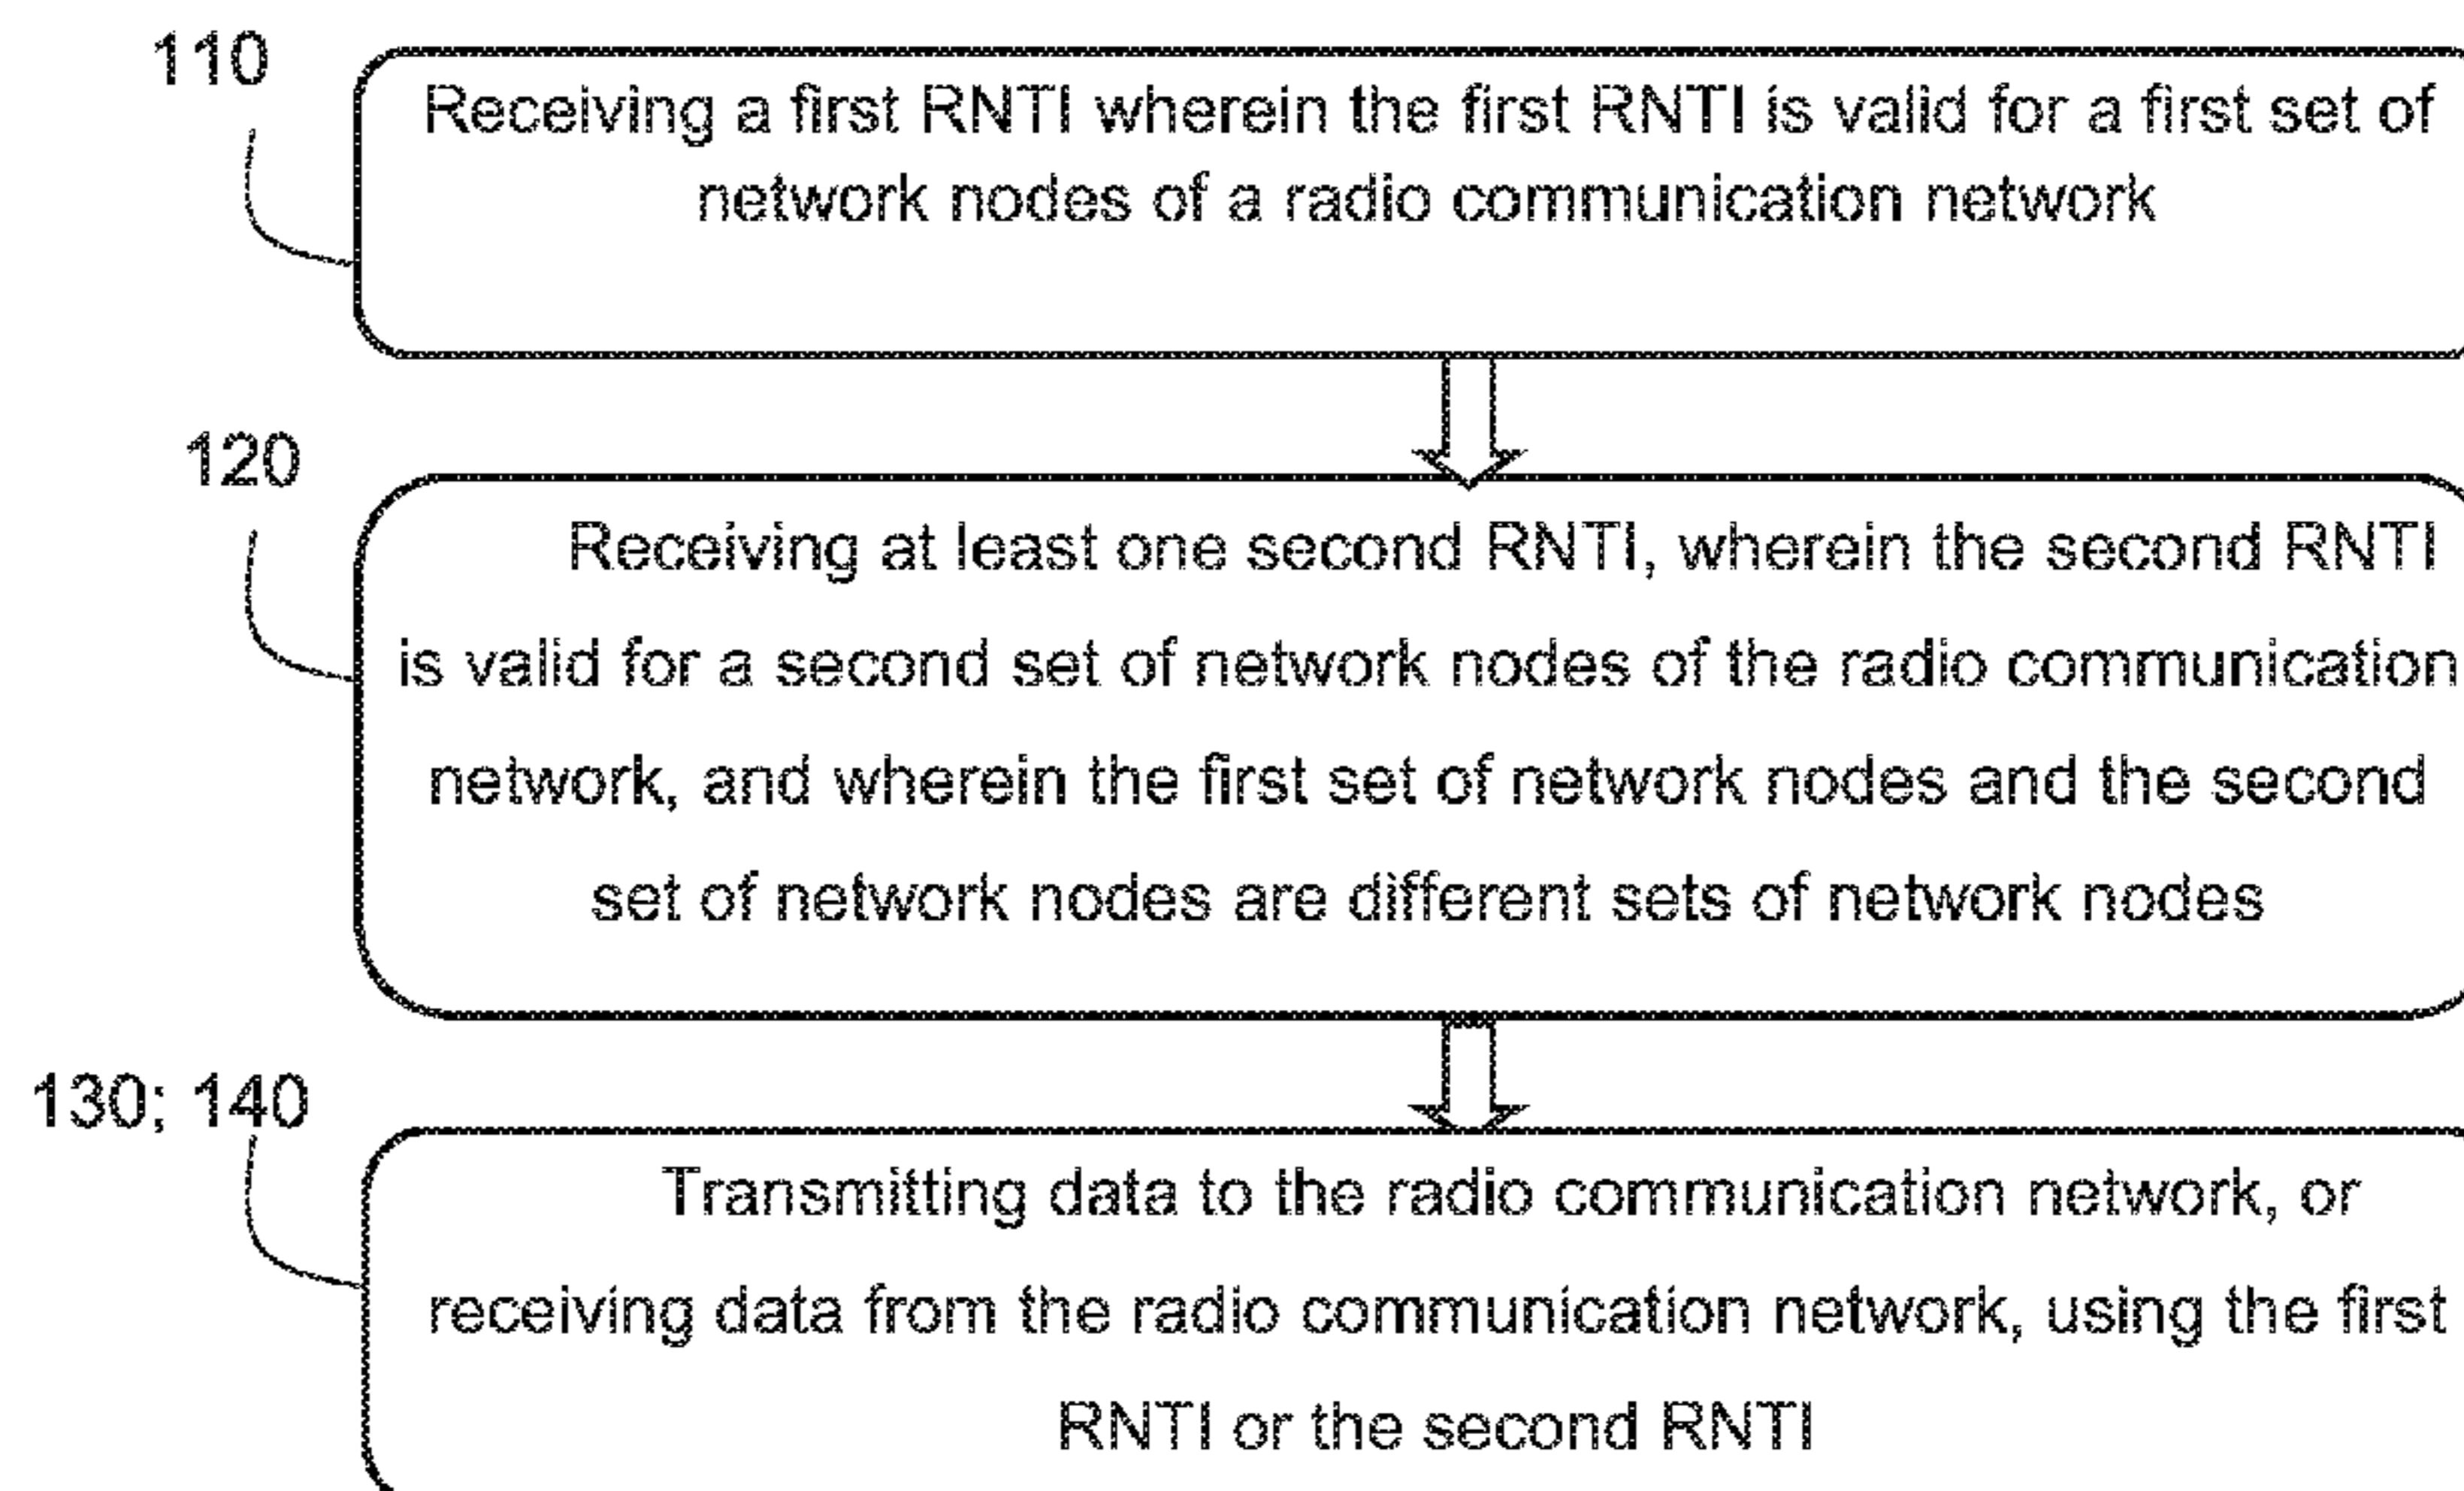 110
Receiving a first RNTI wherein the first RNTI is valid for a first set of
network nodes of a radio communication network
120
Receiving at least one second RNTI, wherein the second RNTI
is valid for a second set of network nodes of the radio communication
network, and wherein the first set of network nodes and the second
set of network nodes are different sets of network nodes
130; 140
Transmitting data to the radio communication network, or
receiving data from the radio communication network, using the first
RNTI or the second RNTI